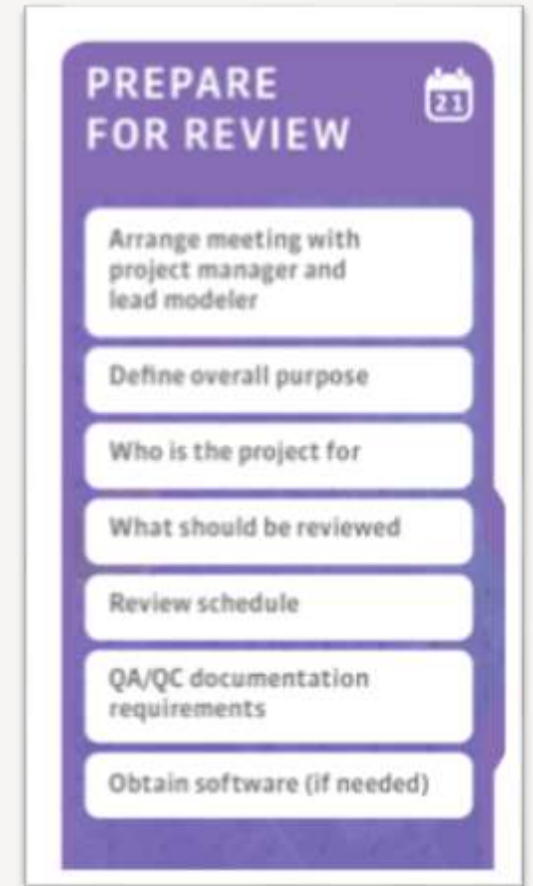 PREPARE
FOR REVIEW
21
Arrange meeting with
project manager and
lead modeler
Define overall purpose
Who is the project for
What should be reviewed
Review schedule
QA/QC documentation
requirements
Obtain software (if needed)